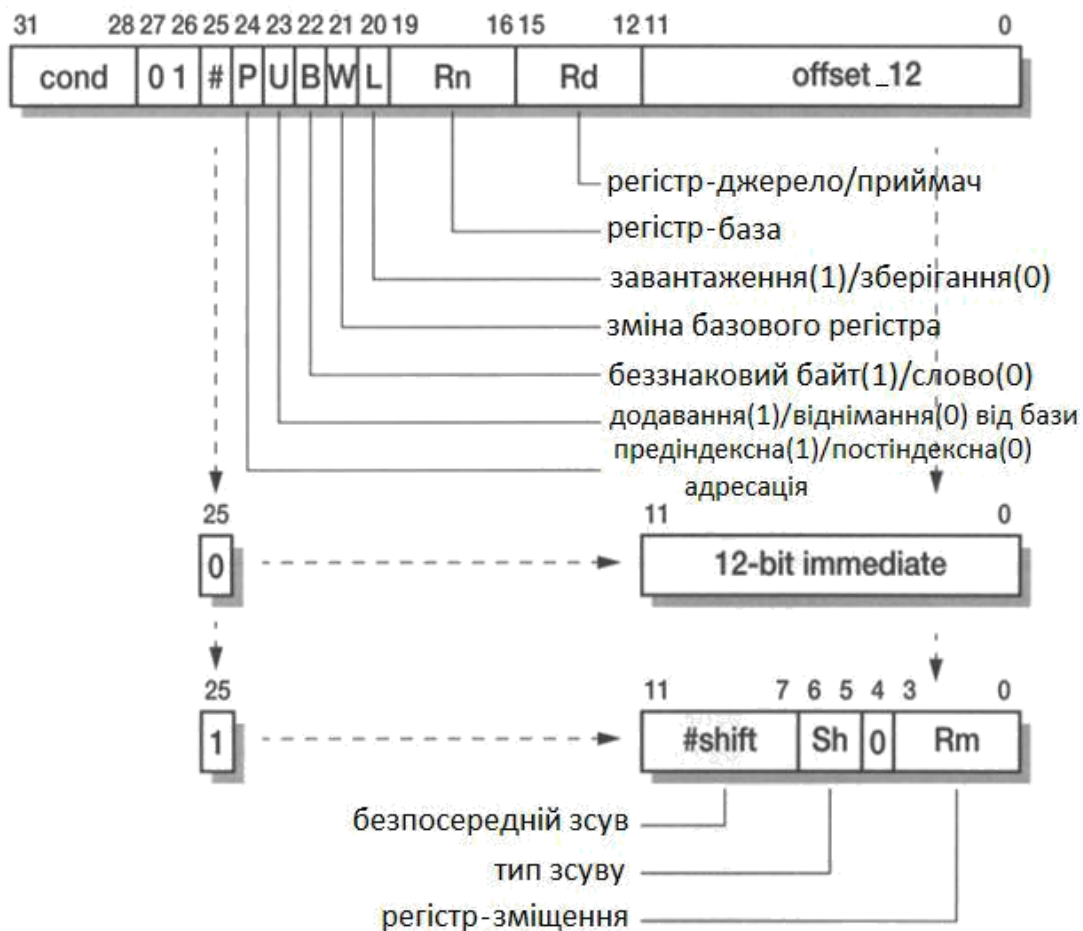 31 28 27 26 25 24 23 22 21 20 19 16 15 12 11 0
cond 0 1 # P U B W L Rn Rd offset_12
регістр-джерело/приймач
регістр-база
завантаження(1)/зберігання(0)
зміна базового регістра
беззнаковий байт(1)/слово(0)
додавання(1)/віднімання(0) від бази
предіндексна(1)/постіндексна(0)
адресація
25 11 0
0 12-bit immediate
25 11 7 6 5 4 3 0
1 #shift Sh 0 Rm
безпосередній зсув
тип зсуву
регістр-зміщення